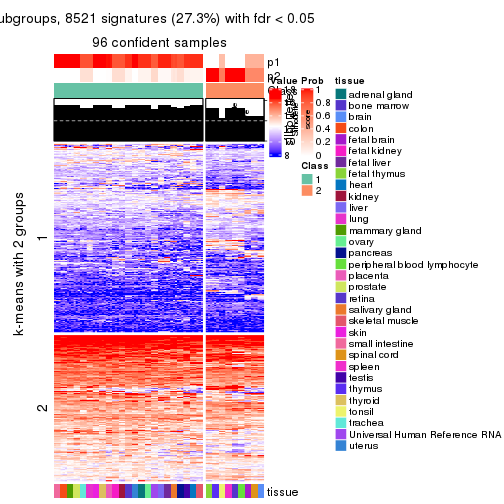 ubgroups, 8521 signatures (27.3%) with fdr < 0.05
96 confident samples
p1
p2
Class
Value
8
Prob
1
0.8
0.6
0.4
0.2
0
Class
1
2
score
k-means with 2 groups
1
2
tissue
tissue
adrenal gland
bone marrow
brain
colon
fetal brain
fetal kidney
fetal liver
fetal thymus
heart
kidney
liver
lung
mammary gland
ovary
pancreas
peripheral blood lymphocyte
placenta
prostate
retina
salivary gland
skeletal muscle
skin
small intestine
spinal cord
spleen
testis
thymus
thyroid
tonsil
trachea
Universal Human Reference RNA
uterus